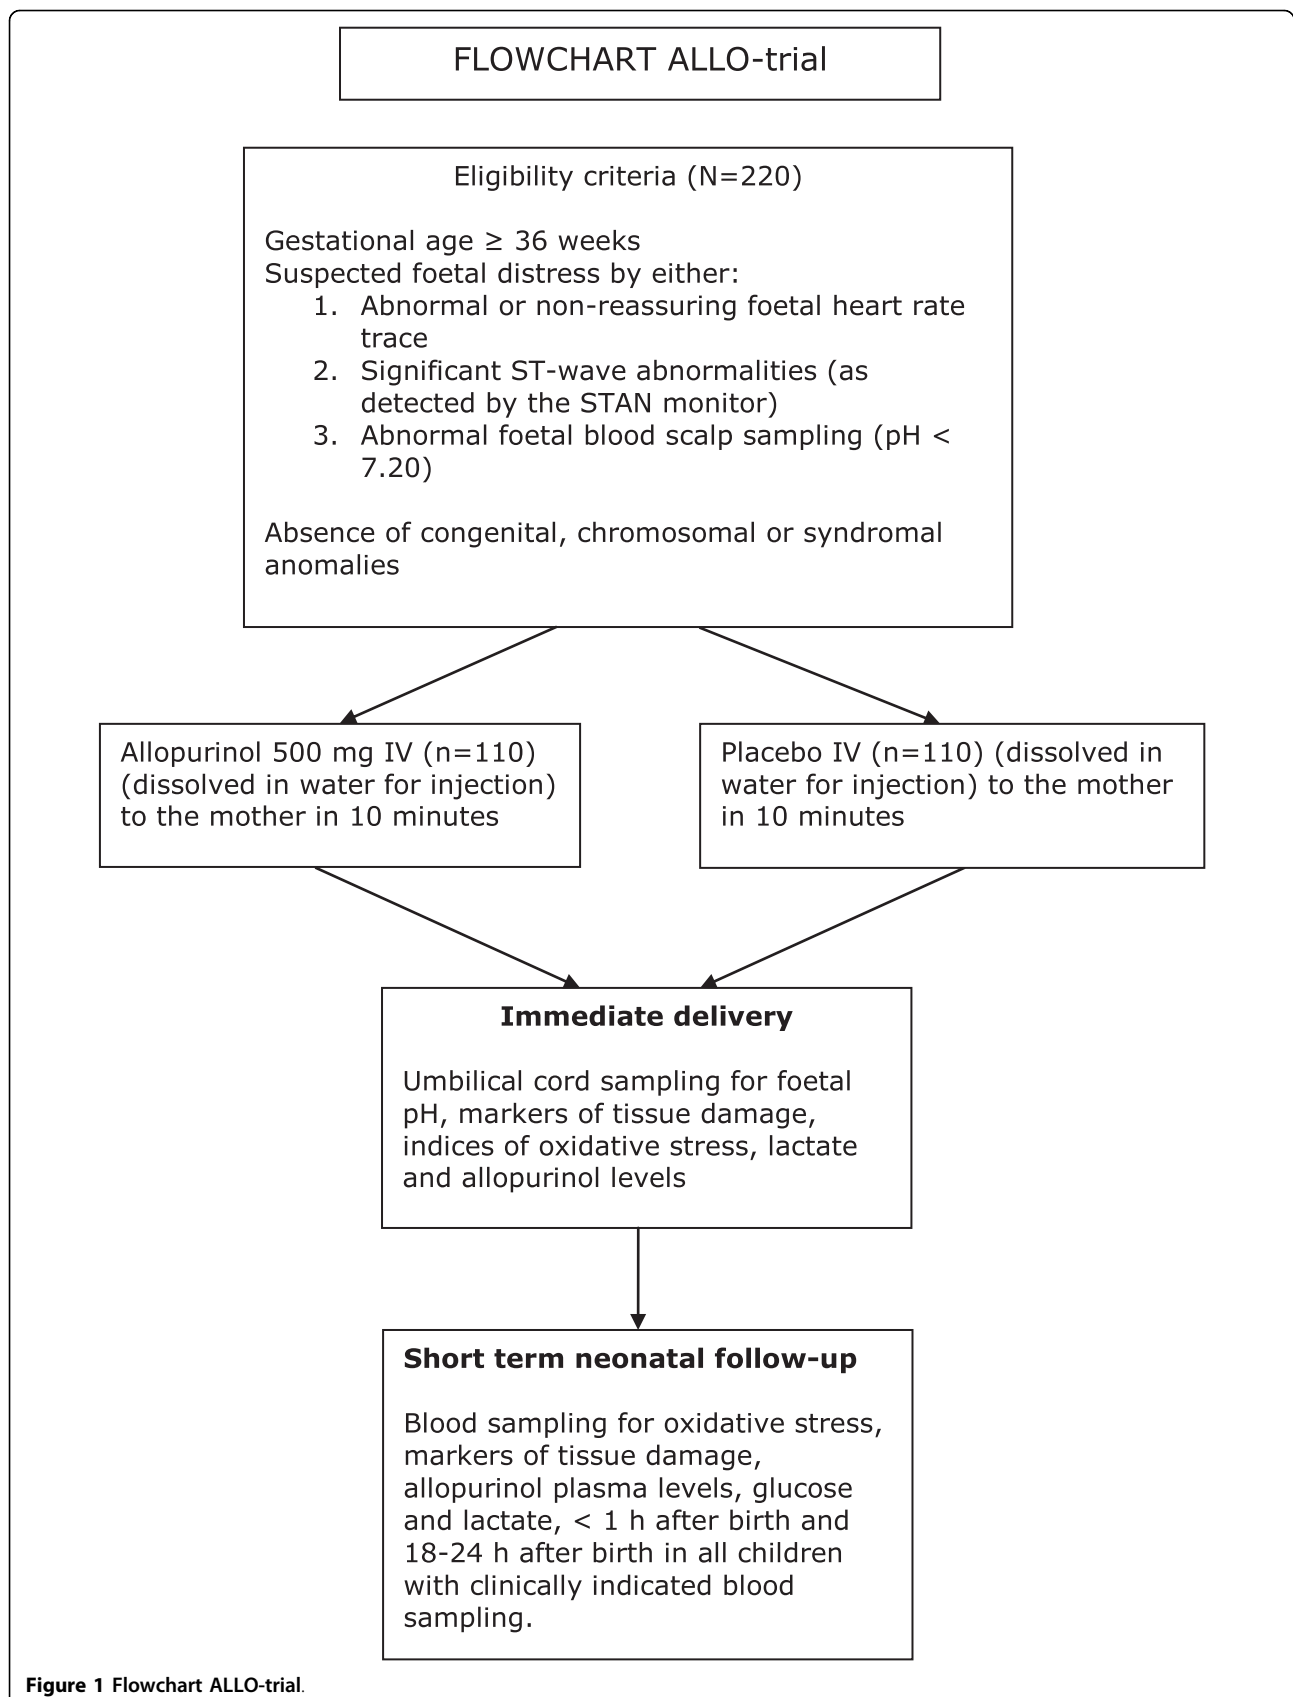 FLOWCHART ALLO-trial
Eligibility criteria (N=220)
Gestational age ≥ 36 weeks
Suspected foetal distress by either:
1. Abnormal or non-reassuring foetal heart rate
trace
2. Significant ST-wave abnormalities (as
detected by the STAN monitor)
3. Abnormal foetal blood scalp sampling (pH <
7.20)
Absence of congenital, chromosomal or syndromal
anomalies
Allopurinol 500 mg IV (n=110)
(dissolved in water for injection)
to the mother in 10 minutes
Placebo IV (n=110) (dissolved in
water for injection) to the mother
in 10 minutes
Immediate delivery
Umbilical cord sampling for foetal
pH, markers of tissue damage,
indices of oxidative stress, lactate
and allopurinol levels
Short term neonatal follow-up
Blood sampling for oxidative stress,
markers of tissue damage,
allopurinol plasma levels, glucose
and lactate, < 1 h after birth and
18-24 h after birth in all children
with clinically indicated blood
sampling.
Figure 1 Flowchart ALLO-trial.